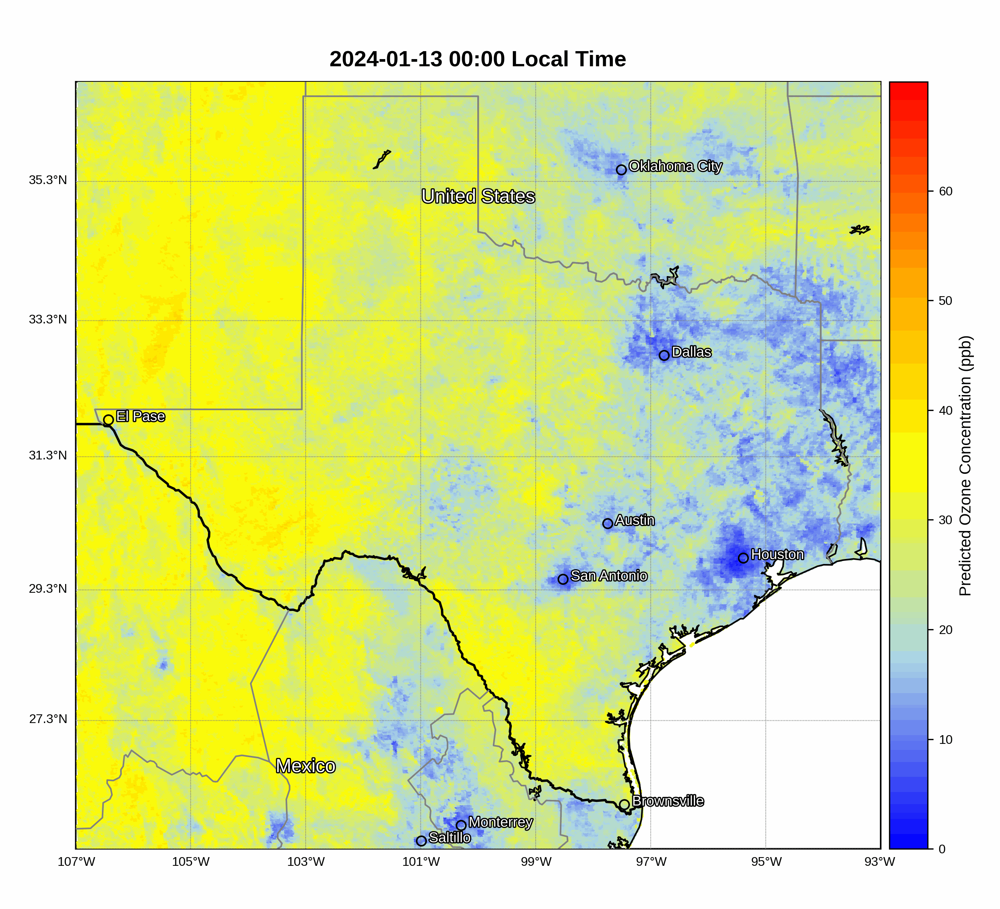 2024-01-13 00:00 Local Time
Oklahoma City
35.3°N
60
United States
50
33.3°N
Predicted Ozone Concentration (ppb)
Dallas
40
El Pase
31.3°N
30
Austin
Houston
San Antonio
29.3°N
20
27.3°N
10
Mexico
Brownsville
Monterrey
Saltillo
0
107°W 105°W 103°W 101°W 99°W 97°W 95°W 93°W